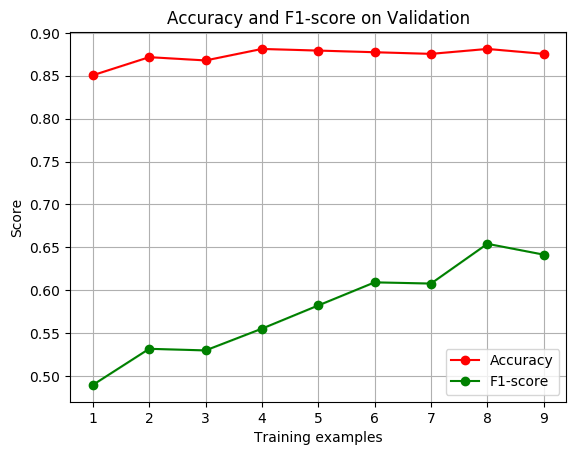 Accuracy and F1-score on Validation
0.90
0.85
0.80
0.75
0.70
0.65
0.60
0.55
0.50
Score
1 2 3 4 5 6 7 8 9
Training examples
Accuracy
F1-score